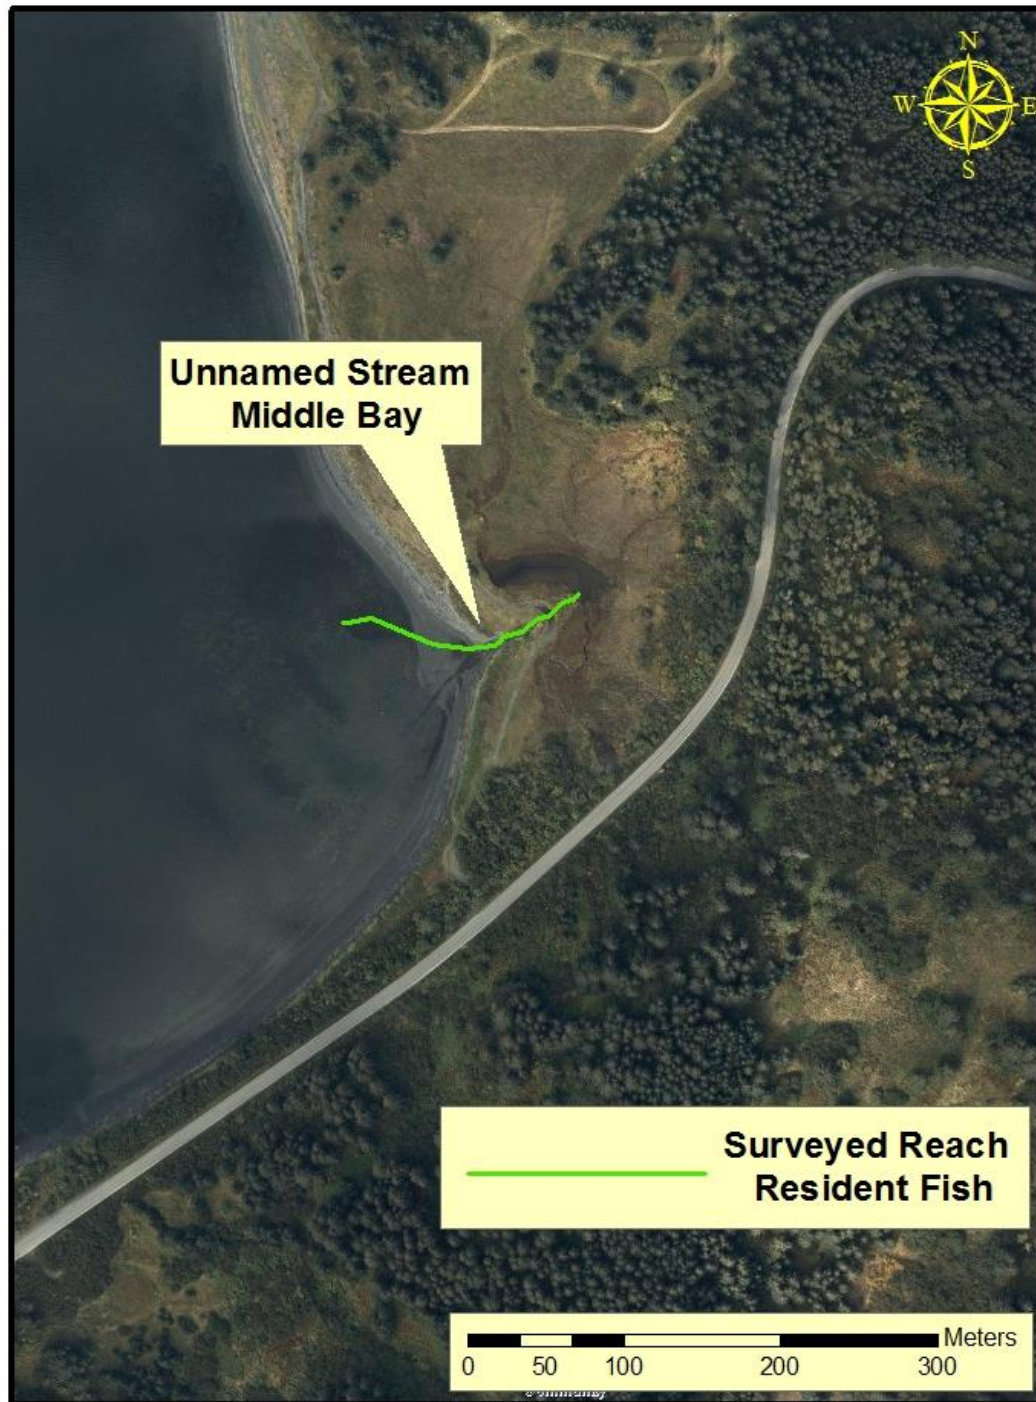 N
W E
S
Unnamed Stream
Middle Bay
Surveyed Reach
Resident Fish
Meters
0 50 100 200 300